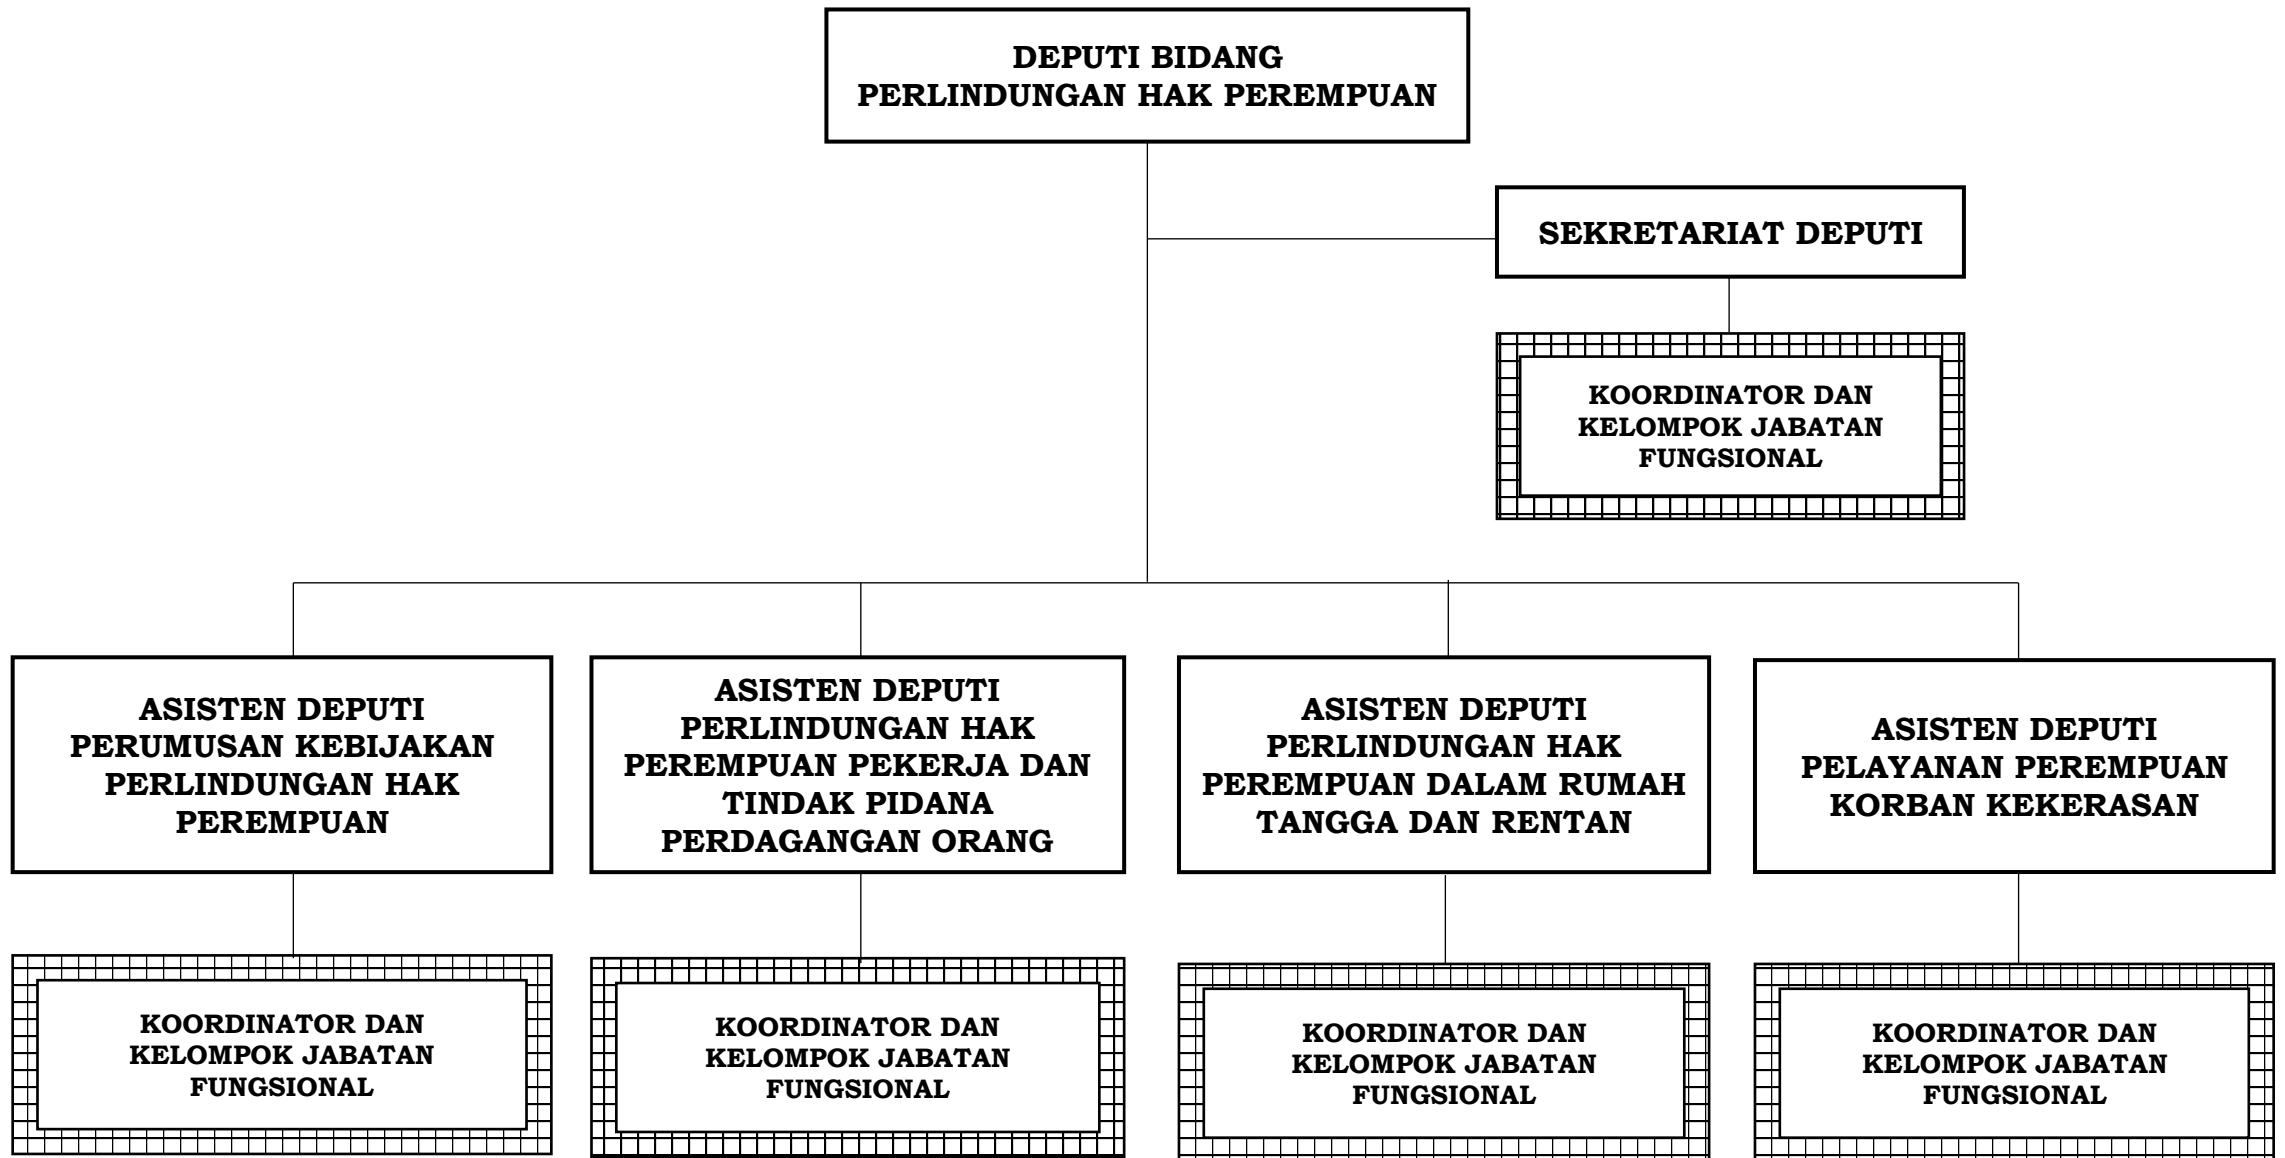 DEPUTI BIDANG
PERLINDUNGAN HAK PEREMPUAN
SEKRETARIAT DEPUTI
KOORDINATOR DAN
KELOMPOK JABATAN
FUNGSIONAL
ASISTEN DEPUTI
PERUMUSAN KEBIJAKAN
PERLINDUNGAN HAK
PEREMPUAN
ASISTEN DEPUTI
PERLINDUNGAN HAK
PEREMPUAN PEKERJA DAN
TINDAK PIDANA
PERDAGANGAN ORANG
ASISTEN DEPUTI
PERLINDUNGAN HAK
PEREMPUAN DALAM RUMAH
TANGGA DAN RENTAN
ASISTEN DEPUTI
PELAYANAN PEREMPUAN
KORBAN KEKERASAN
KOORDINATOR DAN
KELOMPOK JABATAN
FUNGSIONAL
KOORDINATOR DAN
KELOMPOK JABATAN
FUNGSIONAL
KOORDINATOR DAN
KELOMPOK JABATAN
FUNGSIONAL
KOORDINATOR DAN
KELOMPOK JABATAN
FUNGSIONAL